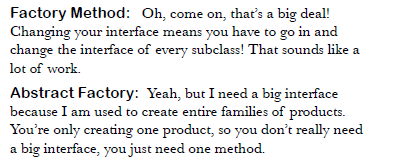 Factory Method: Oh, come on, that’s a big deal!
Changing your interface means you have to go in and
change the interface of every subclass! That sounds like a
lot of work.
Abstract Factory: Yeah, but I need a big interface
because I am used to create entire families of products.
You’re only creating one product, so you don’t really need
a big interface, you just need one method.